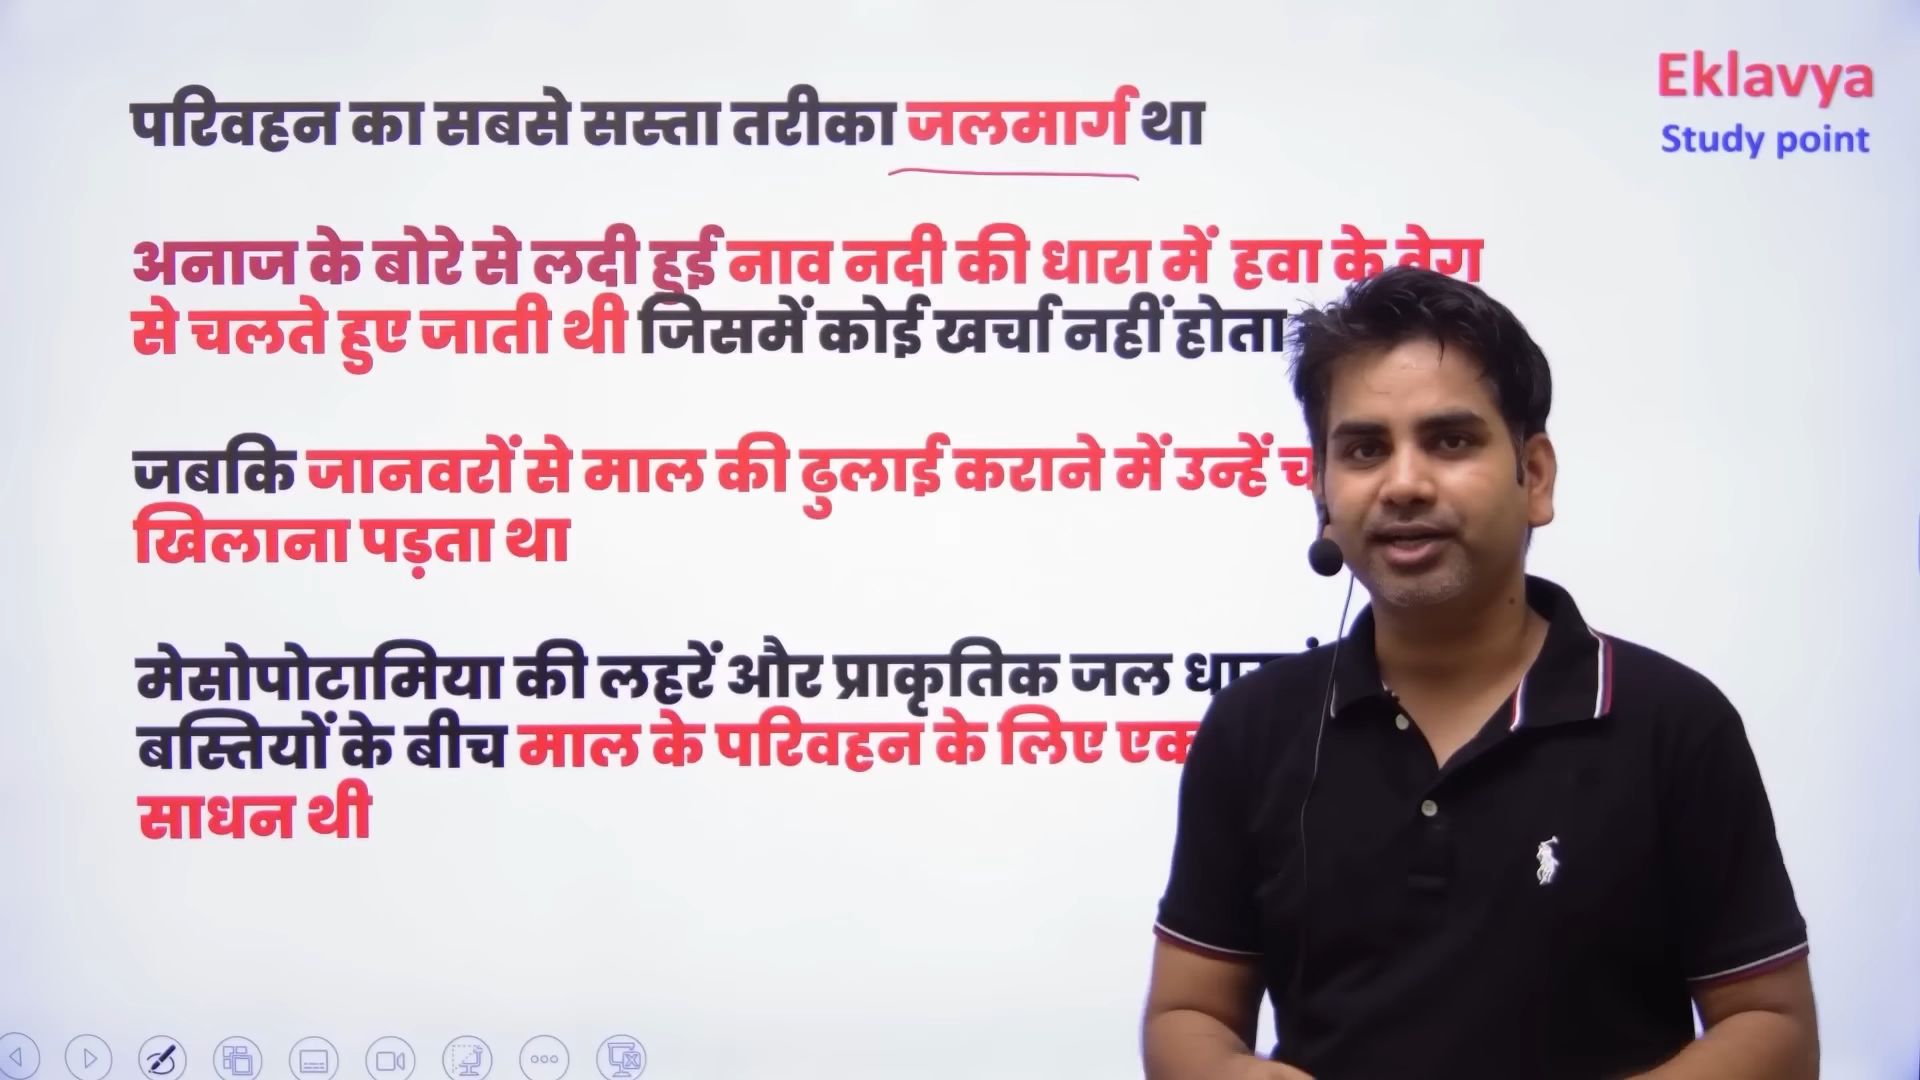 परिवहन का सबसे सस्ता तरीका जलमार्ग था
Eklavya
Study point
अनाज के बोरे से लदी हुई नाव नदी की धारा में हवा के वेग
से चलते हुए जाती थी जिसमें कोई खर्चा नहीं होता
जबकि जानवरों से माल की ढुलाई कराने में उन्हें
खिलाना पड़ता था
मेसोपोटामिया की लहरें और प्राकृतिक जल
बस्तियों के बीच माल के परिवहन के लिए एक
साधन थी